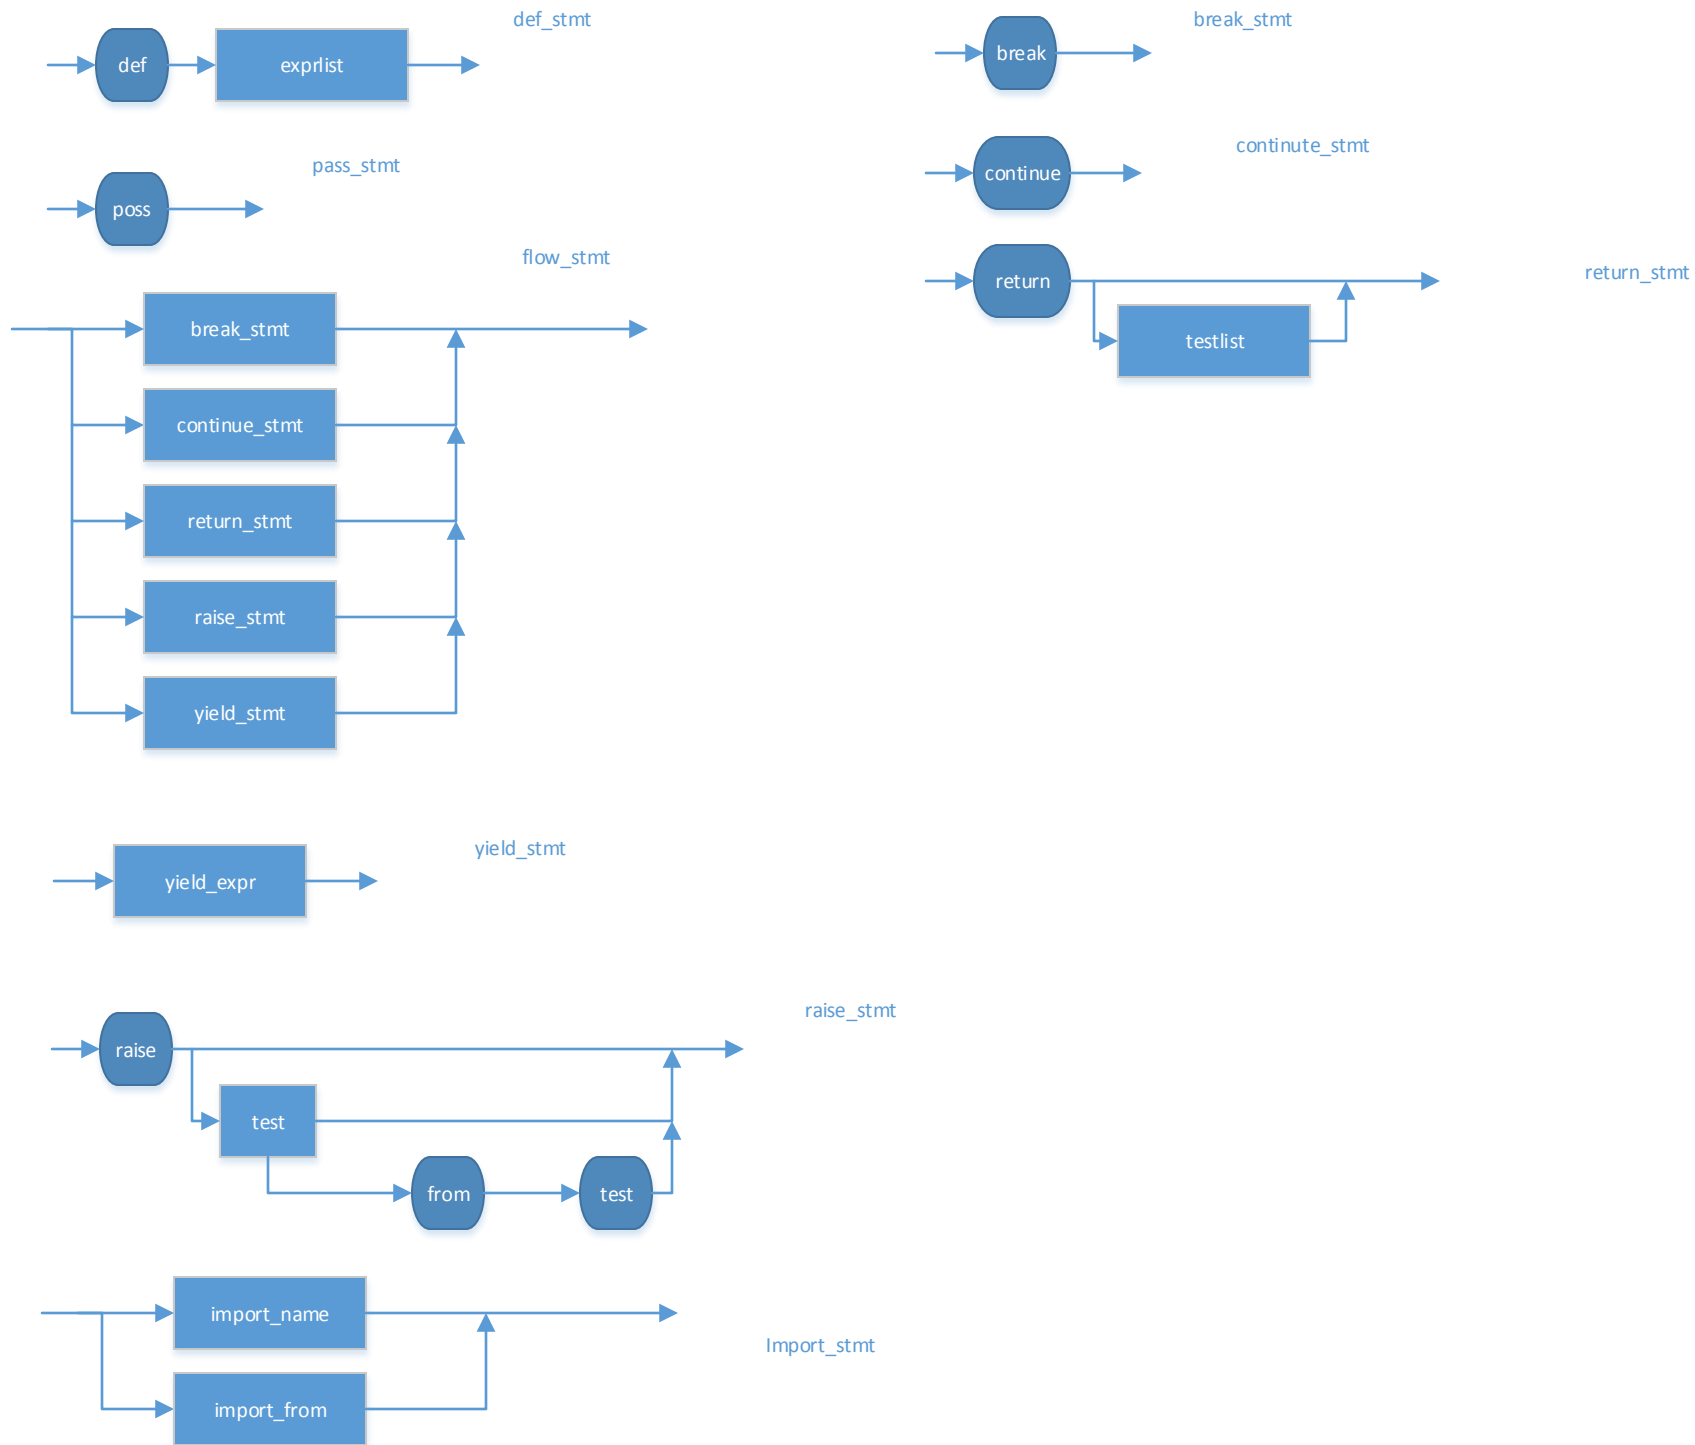 def_stmt
def
exprlist
pass_stmt
poss
flow_stmt
break_stmt
continue_stmt
return_stmt
raise_stmt
yield_stmt
yield_stmt
yield_expr
raise_stmt
raise
test
from
test
import_name
Import_stmt
import_from
break_stmt
break
continute_stmt
continue
return_stmt
return
testlist